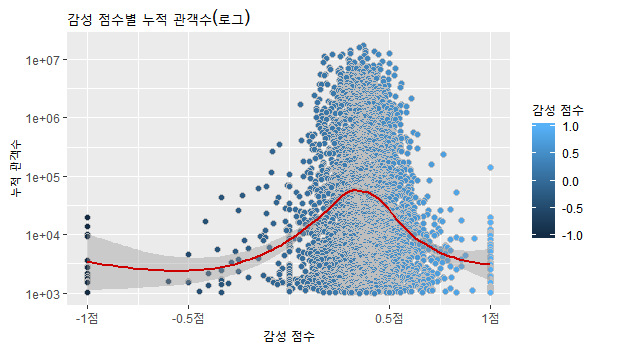 감성 점수별 누적 관객수(로그)
누적 관객수
1e+07
1e+06
1e+05
1e+04
1e+03
-1점
-0.5점
0.5점
1점
감성 점수
감성 점수
1.0
0.5
0.0
-0.5
-1.0